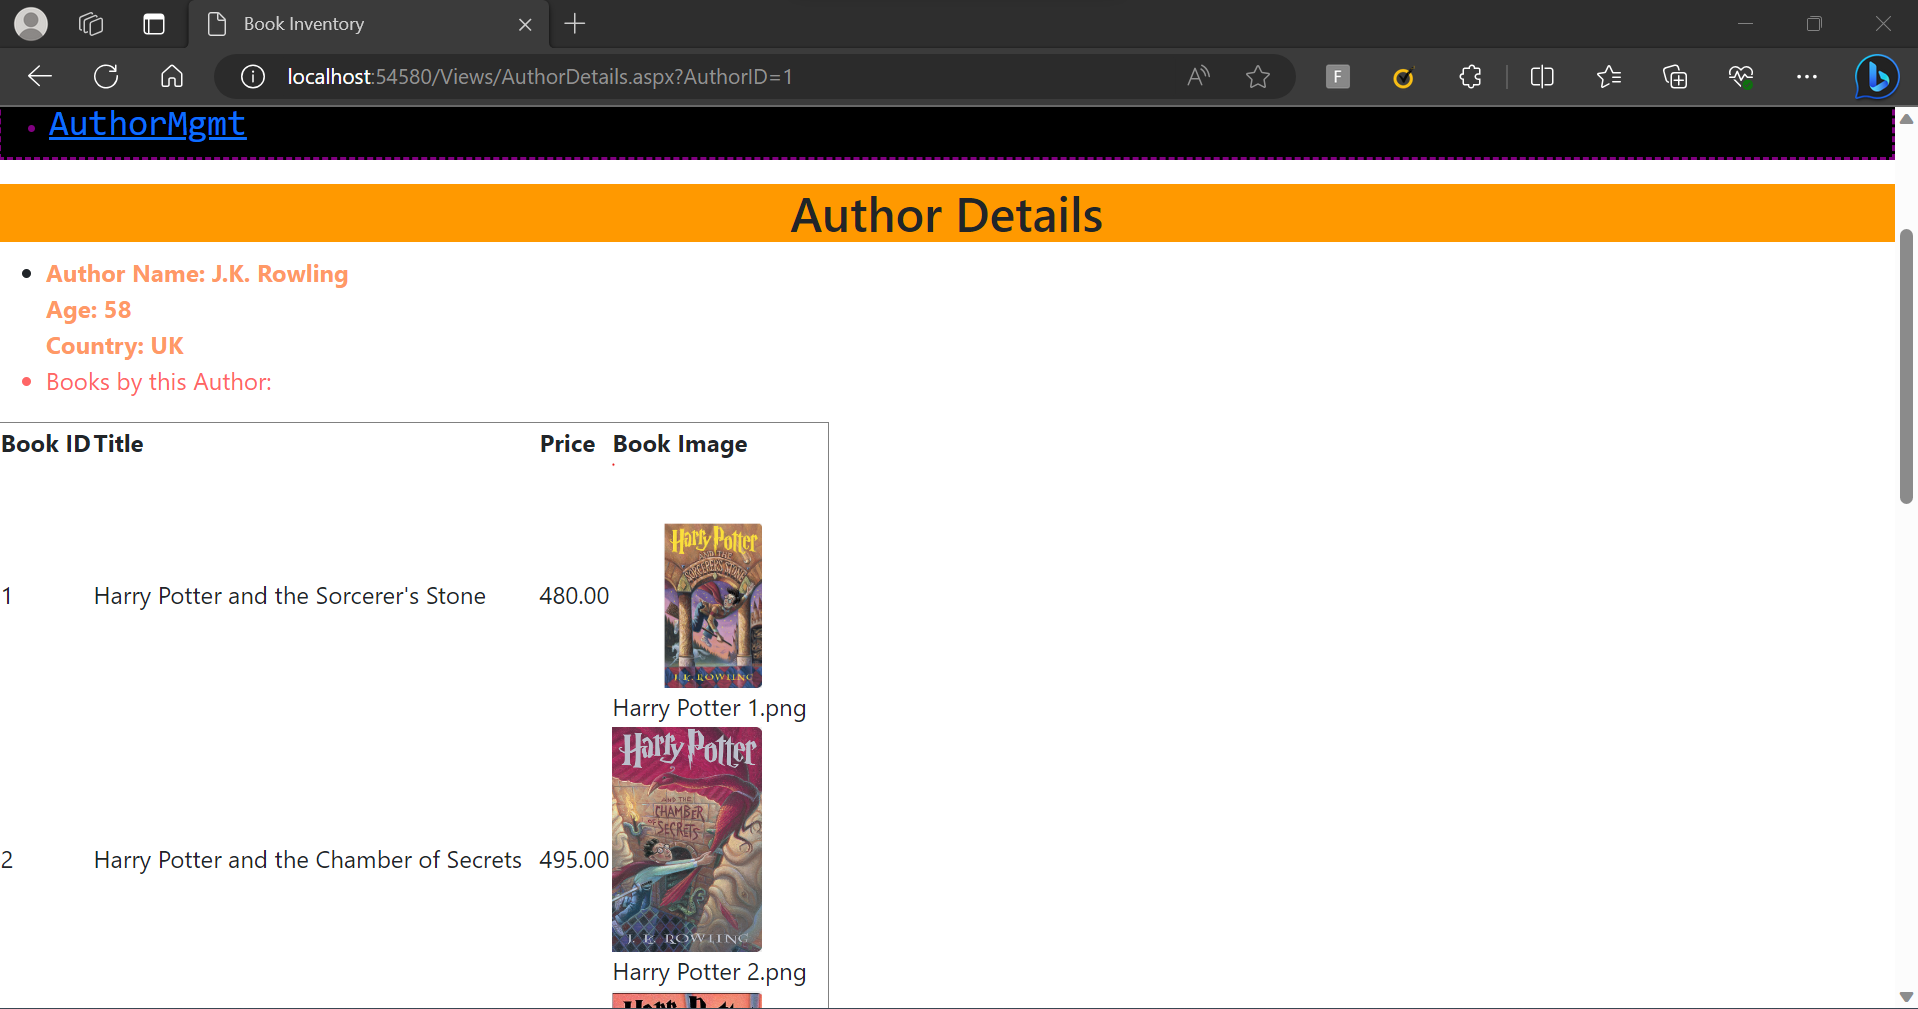 Book Inventory
localhost:54580/Views/AuthorDetails.aspx?AuthorID=1
F
AuthorMgmt
Author Details
Author Name: J.K. Rowling
Age: 58
Country: UK
Books by this Author:
Book ID Title Price Book Image
Harry Potter
AND THE
SORCERER'S STONE
1 Harry Potter and the Sorcerer's Stone 480.00
J. K. ROWLING
Harry Potter 1.png
Harry Potter
AND THE
CHAMBER
OF SECRETS
2 Harry Potter and the Chamber of Secrets 495.00
J. K. ROWLING
Harry Potter 2.png